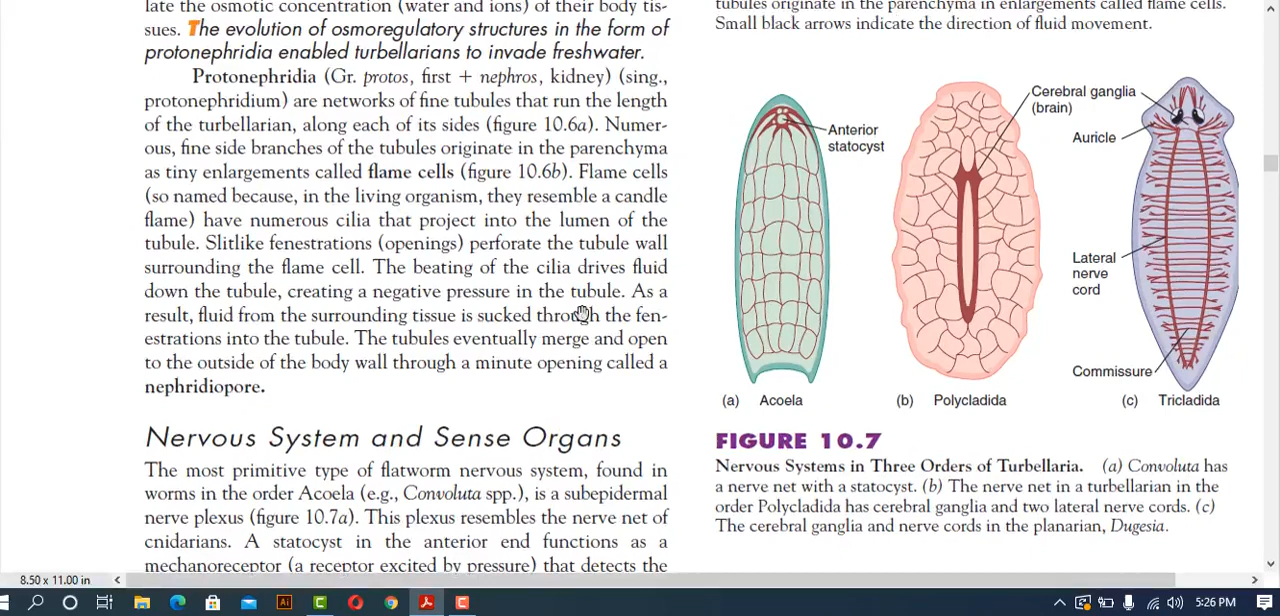 late the osmotic concentration (water and ions) of their body tis-
sues. The evolution of osmoregulatory structures in the form of
protonephridia enabled turbellarians to invade freshwater.
Protonephridia (Gr. protos, first + nephros, kidney) (sing.,
protonephridium) are networks of fine tubules that run the length
of the turbellarian, along each of its sides (figure 10.6a). Numer-
ous, fine side branches of the tubules originate in the parenchyma
as tiny enlargements called flame cells (figure 10.6b). Flame cells
(so named because, in the living organism, they resemble a candle
flame) have numerous cilia that project into the lumen of the
tubule. Slitlike fenestrations (openings) perforate the tubule wall
surrounding the flame cell. The beating of the cilia drives fluid
down the tubule, creating a negative pressure in the tubule. As a
result, fluid from the surrounding tissue is sucked through the fen-
estrations into the tubule. The tubules eventually merge and open
to the outside of the body wall through a minute opening called a
nephridiopore.
Nervous System and Sense Organs
The most primitive type of flatworm nervous system, found in
worms in the order Acoela (e.g., Convoluta spp.), is a subepidermal
nerve plexus (figure 10.7a). This plexus resembles the nerve net of
cnidarians. A statocyst in the anterior end functions as a
mechanoreceptor (a receptor excited by pressure) that detects the
tubules originate in the parenchyma in enlargements called flame cells.
Small black arrows indicate the direction of fluid movement.
Anterior
statocyst
Cerebral ganglia
(brain)
Auricle
Lateral
nerve
cord
Commissure
(a) Acoela
(b) Polycladida
(c) Tricladida
FIGURE 10.7
Nervous Systems in Three Orders of Turbellaria. (a) Convoluta has
a nerve net with a statocyst. (b) The nerve net in a turbellarian in the
order Polycladida has cerebral ganglia and two lateral nerve cords. (c)
The cerebral ganglia and nerve cords in the planarian, Dugesia.
8.50 x 11.00 in
Ai
5:26 PM